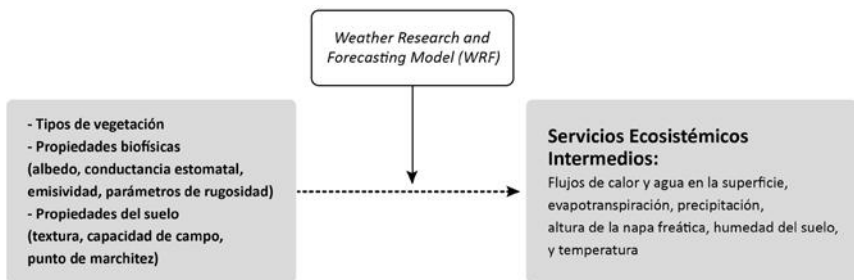 Weather Research and
Forecasting Model (WRF)
- Tipos de vegetación
- Propiedades biofísicas
(albedo, conductancia estomatal,
emisividad, parámetros de rugosidad)
- Propiedades del suelo
(textura, capacidad de campo,
punto de marchitez)
Servicios Ecosistémicos
Intermedios:
Flujos de calor y agua en la superficie,
evapotranspiración, precipitación,
altura de la napa freática, humedad del suelo,
y temperatura